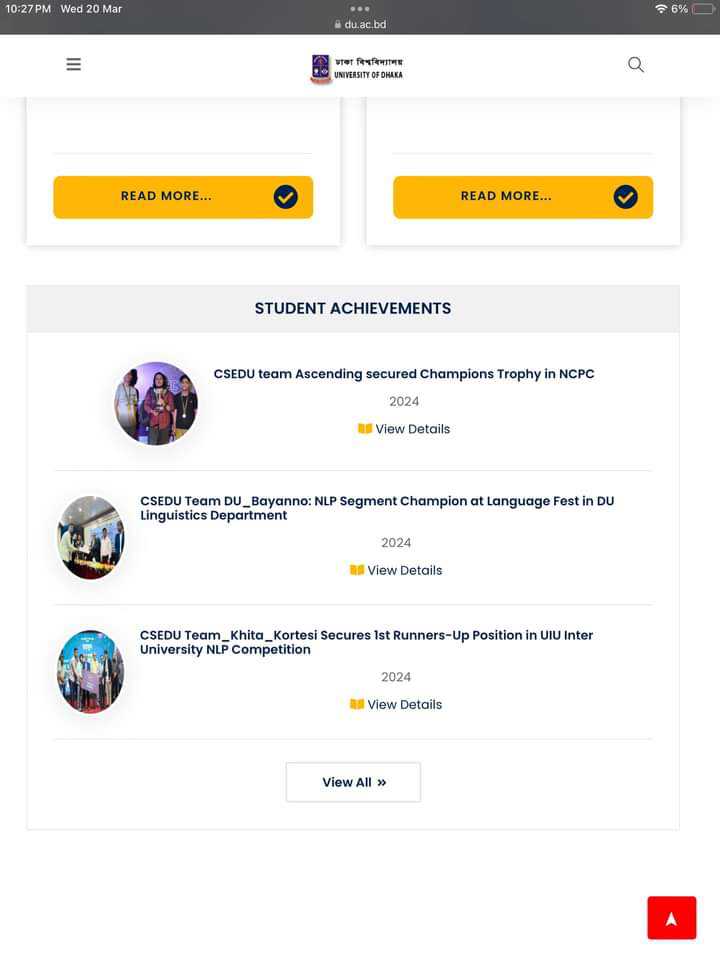 10:27 PM Wed 20 Mar
6%
du.ac.bd
ঢাকা বিশ্ববিদ্যালয়
UNIVERSITY OF DHAKA
READ MORE... READ MORE...
STUDENT ACHIEVEMENTS
CSEDU team Ascending secured Champions Trophy in NCPC
2024
View Details
CSEDU Team DU_Bayanno: NLP Segment Champion at Language Fest in DU
Linguistics Department
2024
View Details
CSEDU Team_Khita_Kortesi Secures 1st Runners-Up Position in UIU Inter
University NLP Competition
2024
View Details
View All »